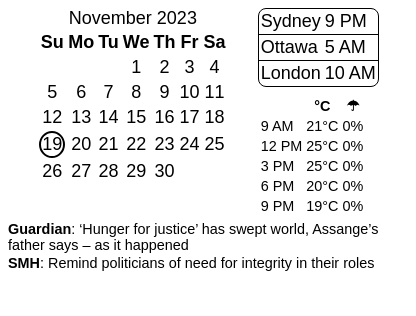 November 2023
Su Mo Tu We Th Fr Sa
1 2 3 4
5 6 7 8 9 10 11
12 13 14 15 16 17 18
19 20 21 22 23 24 25
26 27 28 29 30
Sydney 9 PM
Ottawa 5 AM
London 10 AM
°C ☂
9 AM 21°C 0%
12 PM 25°C 0%
3 PM 25°C 0%
6 PM 20°C 0%
9 PM 19°C 0%
Guardian: ‘Hunger for justice’ has swept world, Assange’s
father says – as it happened
SMH: Remind politicians of need for integrity in their roles